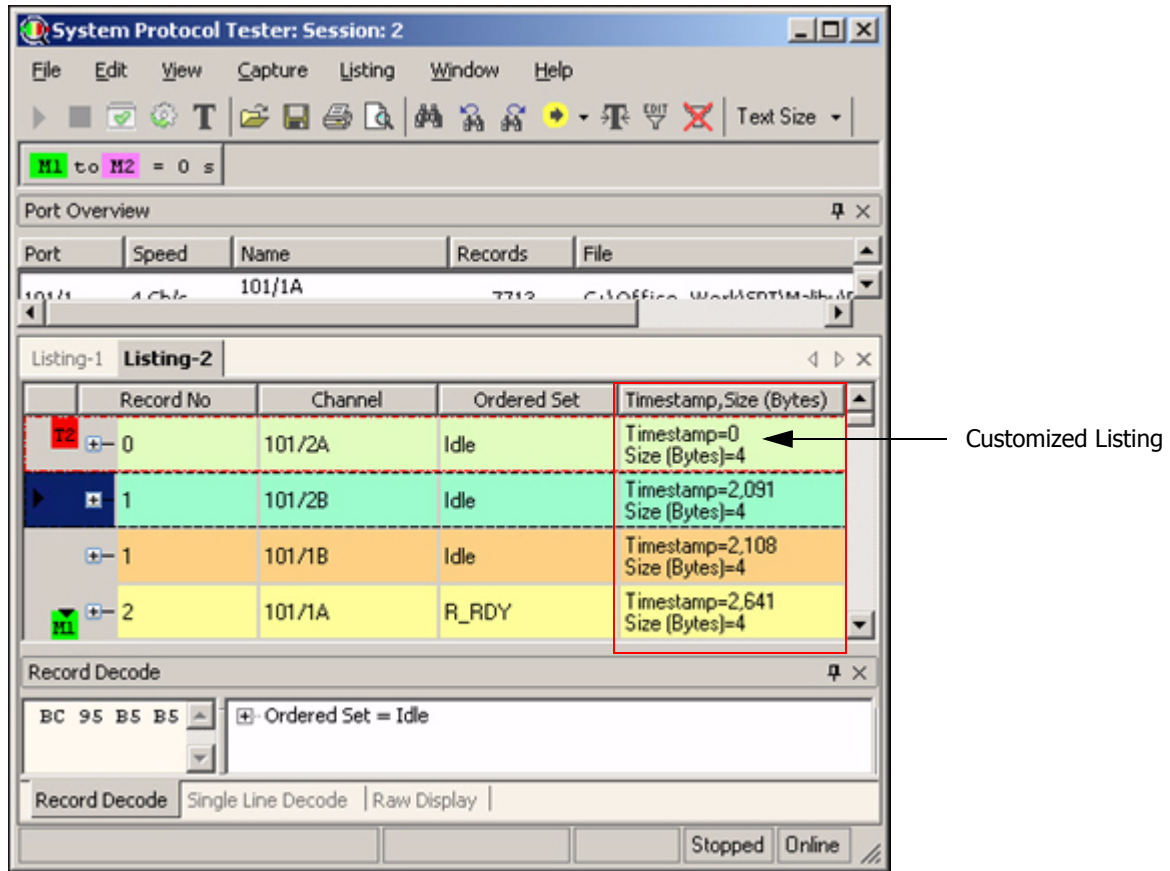 System Protocol Tester: Session: 2
File Edit View Capture Listing Window Help
T EDIT Text Size
M1 to M2 = 0 s
Port Overview
Port Speed Name Records File
101/1 101/1A 7713
Listing-1 Listing-2
Record No Channel Ordered Set Timestamp,Size (Bytes)
T2 0 101/2A Idle Timestamp=0
Size (Bytes)=4
Customized Listing
1 101/2B Idle Timestamp=2,091
Size (Bytes)=4
1 101/1B Idle Timestamp=2,108
Size (Bytes)=4
M1 2 101/1A R_RDY Timestamp=2,641
Size (Bytes)=4
Record Decode
BC 95 B5 B5 Ordered Set = Idle
Record Decode Single Line Decode Raw Display
Stopped Online